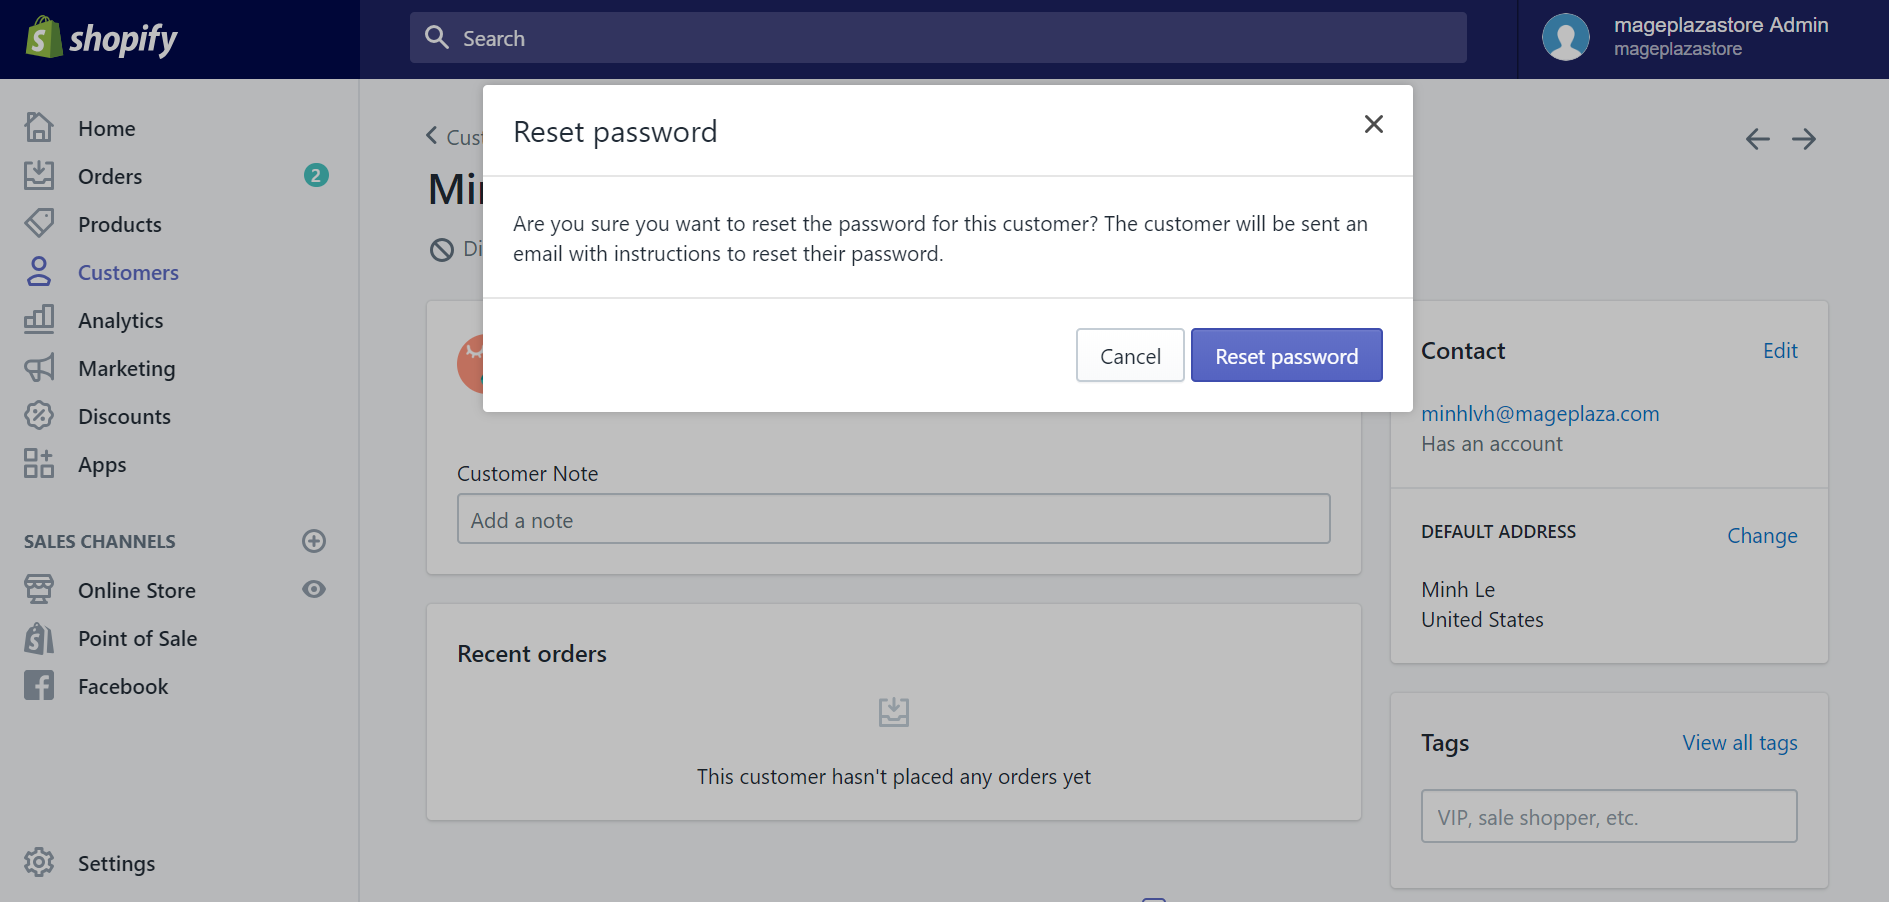 shopify
Search
mageplazastore Admin
mageplazastore
Home
Orders
2
Products
Customers
Analytics
Marketing
Discounts
Apps
SALES CHANNELS
Online Store
Point of Sale
Facebook
Settings
Reset password
Are you sure you want to reset the password for this customer? The customer will be sent an
email with instructions to reset their password.
Cancel
Reset password
Customer Note
Add a note
Recent orders
This customer hasn't placed any orders yet
Contact
Edit
minhlvh@mageplaza.com
Has an account
DEFAULT ADDRESS
Change
Minh Le
United States
Tags
View all tags
VIP, sale shopper, etc.